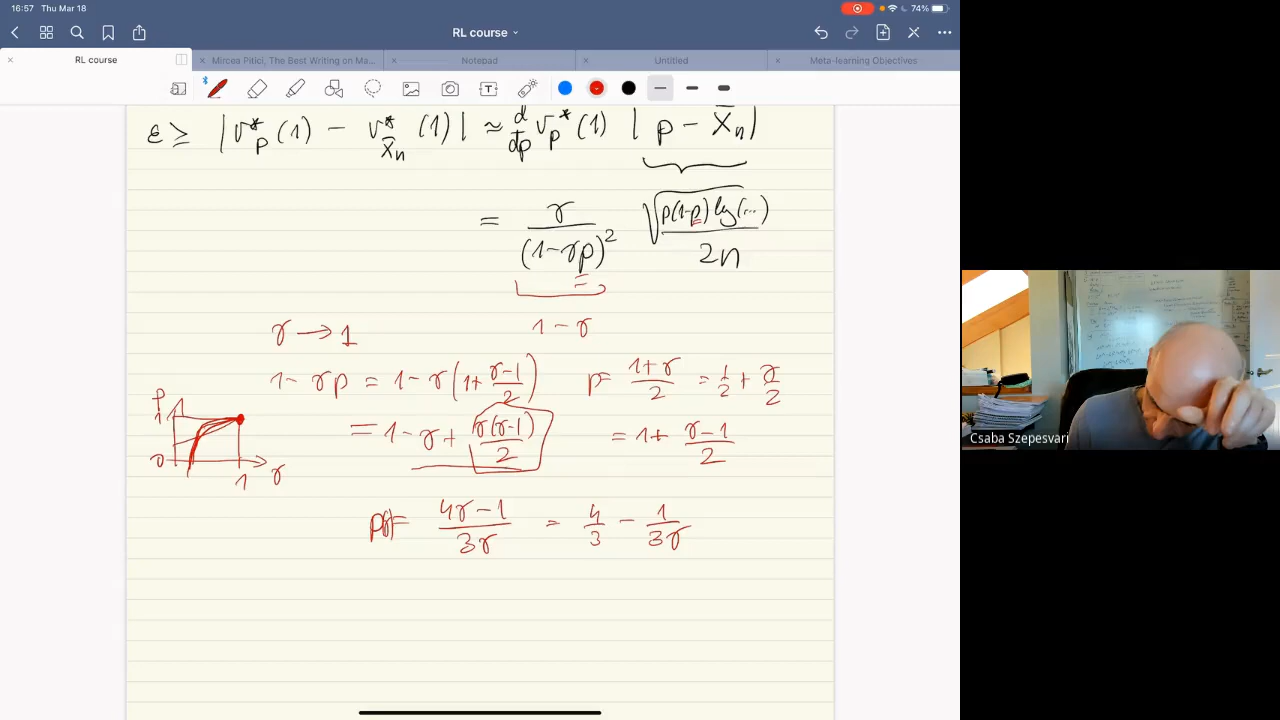 16:57 Thu Mar 18
74%
RL course
RL course
Mircea Pitici, The Best Writing on Ma...
Notepad
Untitled
Meta-learning Objectives
ε ≥ |v*_p(1) − v*_X̄n(1)| ≈ d/dp v_p*(1) |p − X̄n|
= γ/(1−γp)² √(p(1−p) log(...)/2n)
γ → 1
1 − γ
1 − γp = 1 − γ(1 + (γ−1)/2)
p = (1+γ)/2 = 1/2 + γ/2
= 1 − γ + γ(γ−1)/2
= 1 + (γ−1)/2
p
1
0
1
γ
p(γ) = (4γ−1)/3γ = 4/3 − 1/3γ
Csaba Szepesvari